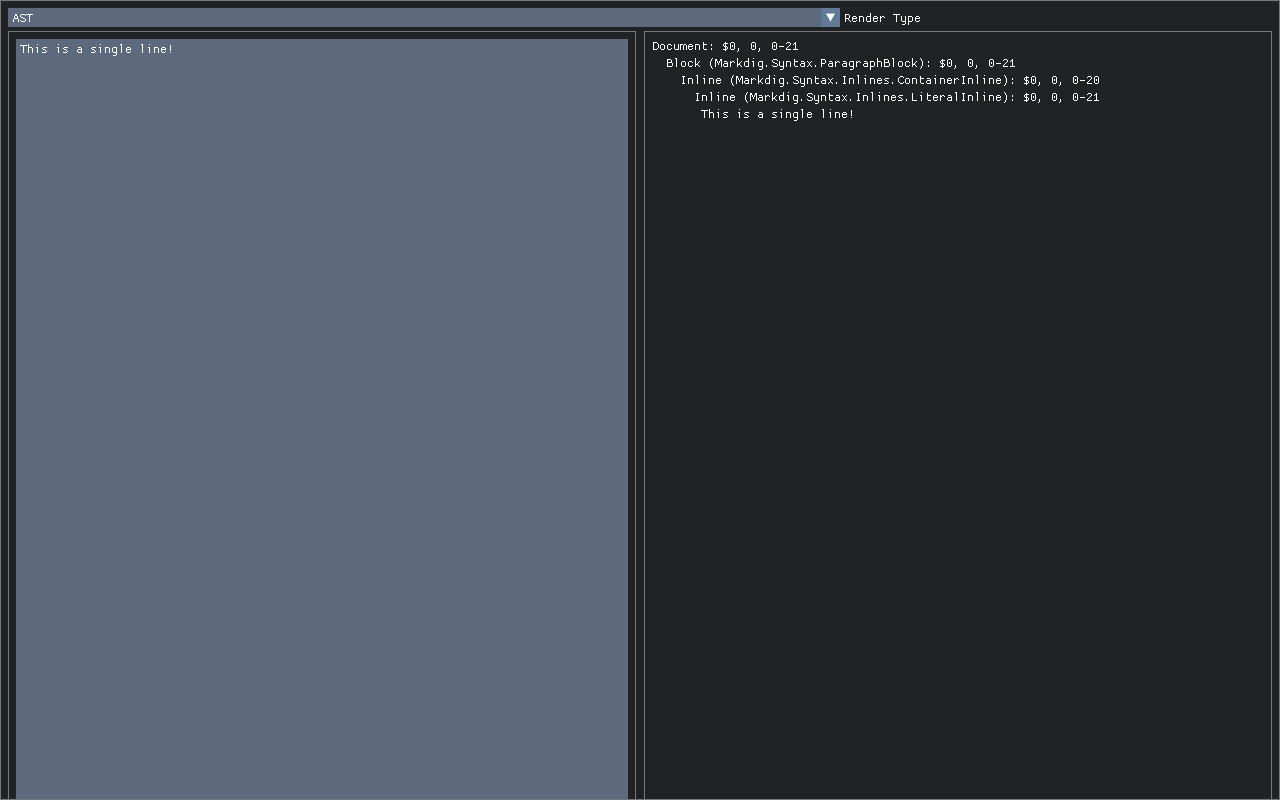 AST Render Type
This is a single line!
Document: $0, 0, 0-21
Block (Markdig.Syntax.ParagraphBlock): $0, 0, 0-21
Inline (Markdig.Syntax.Inlines.ContainerInline): $0, 0, 0-20
Inline (Markdig.Syntax.Inlines.LiteralInline): $0, 0, 0-21
This is a single line!